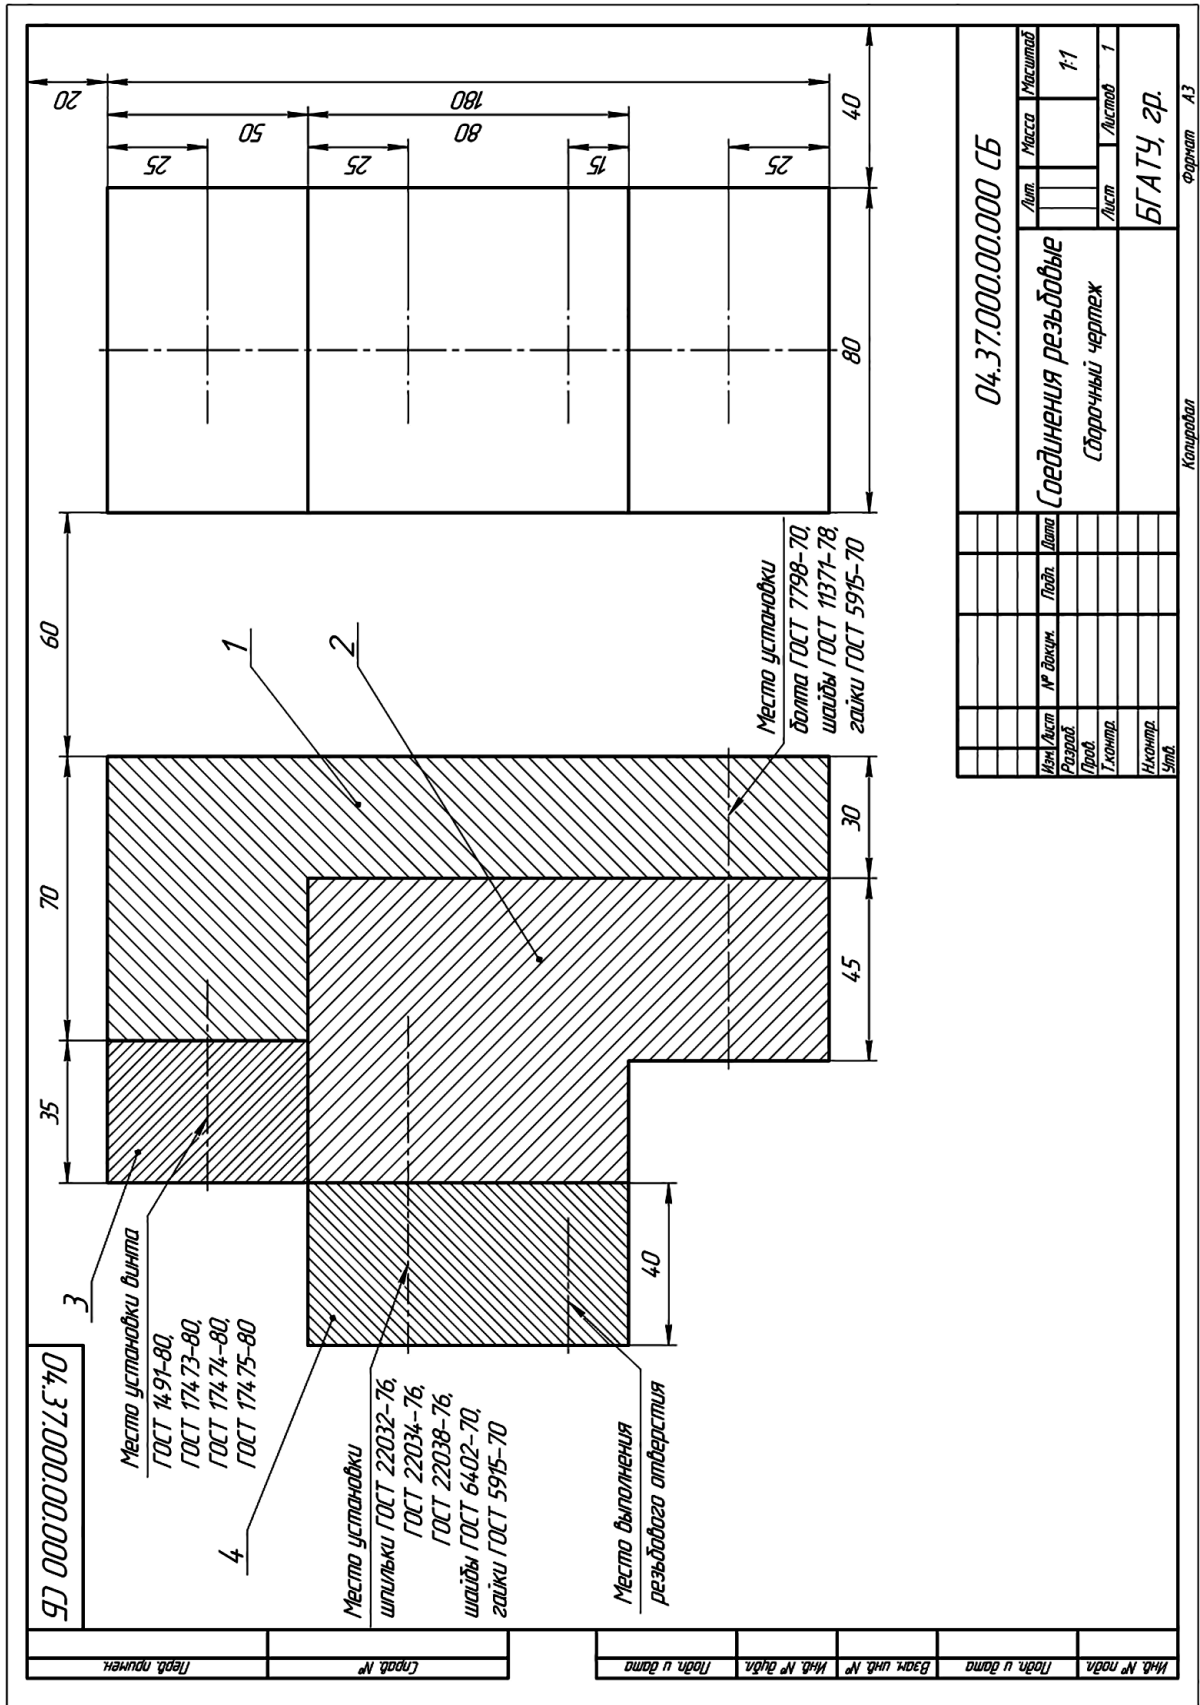 04.37.000.00.000 СБ
35
70
60
20
3
1
2
4
Место установки винта
ГОСТ 1491-80,
ГОСТ 17473-80,
ГОСТ 17474-80,
ГОСТ 17475-80
Место установки
шпильки ГОСТ 22032-76,
ГОСТ 22034-76,
ГОСТ 22038-76,
шайбы ГОСТ 6402-70,
гайки ГОСТ 5915-70
Место выполнения
резьбового отверстия
40
45
30
Место установки
болта ГОСТ 7798-70,
шайбы ГОСТ 11371-78,
гайки ГОСТ 5915-70
25
50
25
80
180
15
25
80
40
Перв. примен.
Справ. №
Подп. и дата
Инв. № дубл.
Взам. инв. №
Подп. и дата
Инв. № подл.
04.37.000.00.000 СБ
Изм. Лист № докум. Подп. Дата
Разраб.
Пров.
Т.контр.
Н.контр.
Утв.
Соединения резьбовые
Сборочный чертеж
Лит. Масса Масштаб
1:1
Лист Листов 1
БГАТУ, гр.
Копировал Формат А3